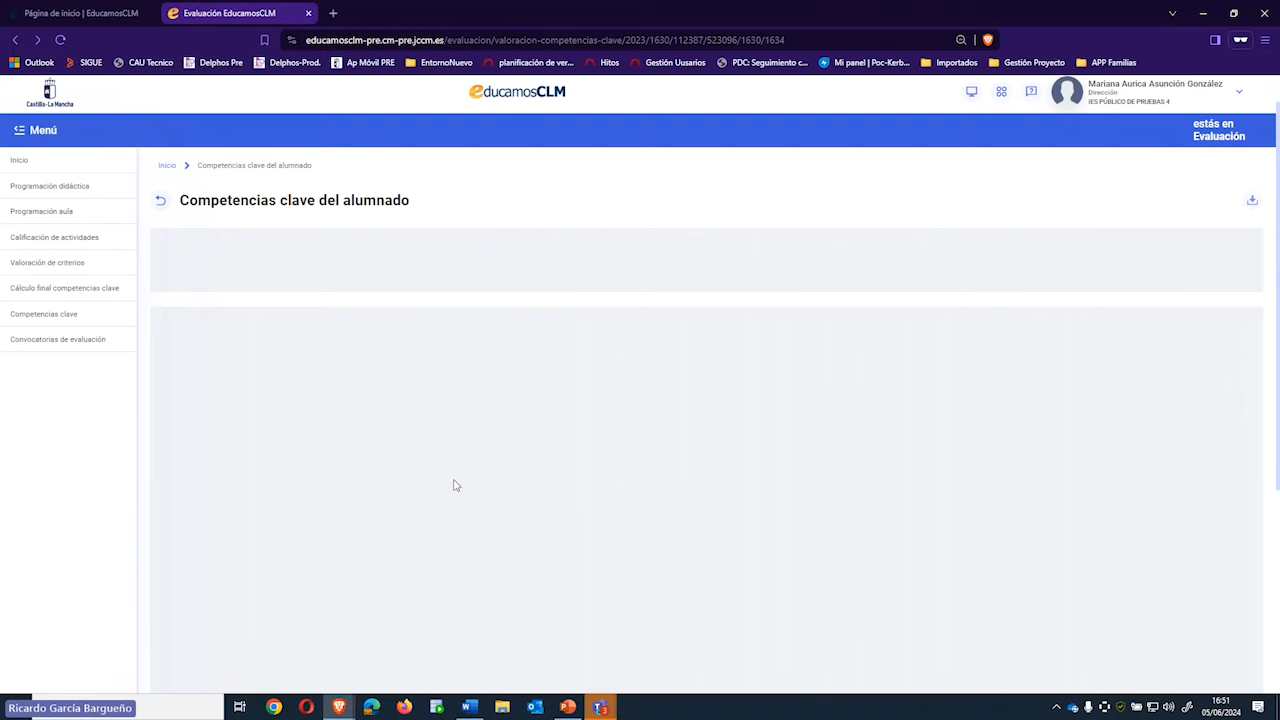 Página de inicio | EducamosCLM
Evaluación EducamosCLM
educamosclm-pre.cm-pre.jccm.es/evaluacion/valoracion-competencias-clave/2023/1630/112387/523096/1630/1634
Outlook
SIGUE
CAU Tecnico
Delphos Pre
Delphos-Prod.
Ap Móvil PRE
EntornoNuevo
planificación de ver...
Hitos
Gestión Usuarios
PDC: Seguimiento c...
Mi panel | Poc-Kerb...
Importados
Gestión Proyecto
APP Familias
Castilla-La Mancha
educamosCLM
Mariana Aurica Asunción González
Dirección
IES PÚBLICO DE PRUEBAS 4
Menú
estás en
Evaluación
Inicio
Programación didáctica
Programación aula
Calificación de actividades
Valoración de criterios
Cálculo final competencias clave
Competencias clave
Convocatorias de evaluación
Inicio
Competencias clave del alumnado
Competencias clave del alumnado
Ricardo García Bargueño
16:51
05/06/2024